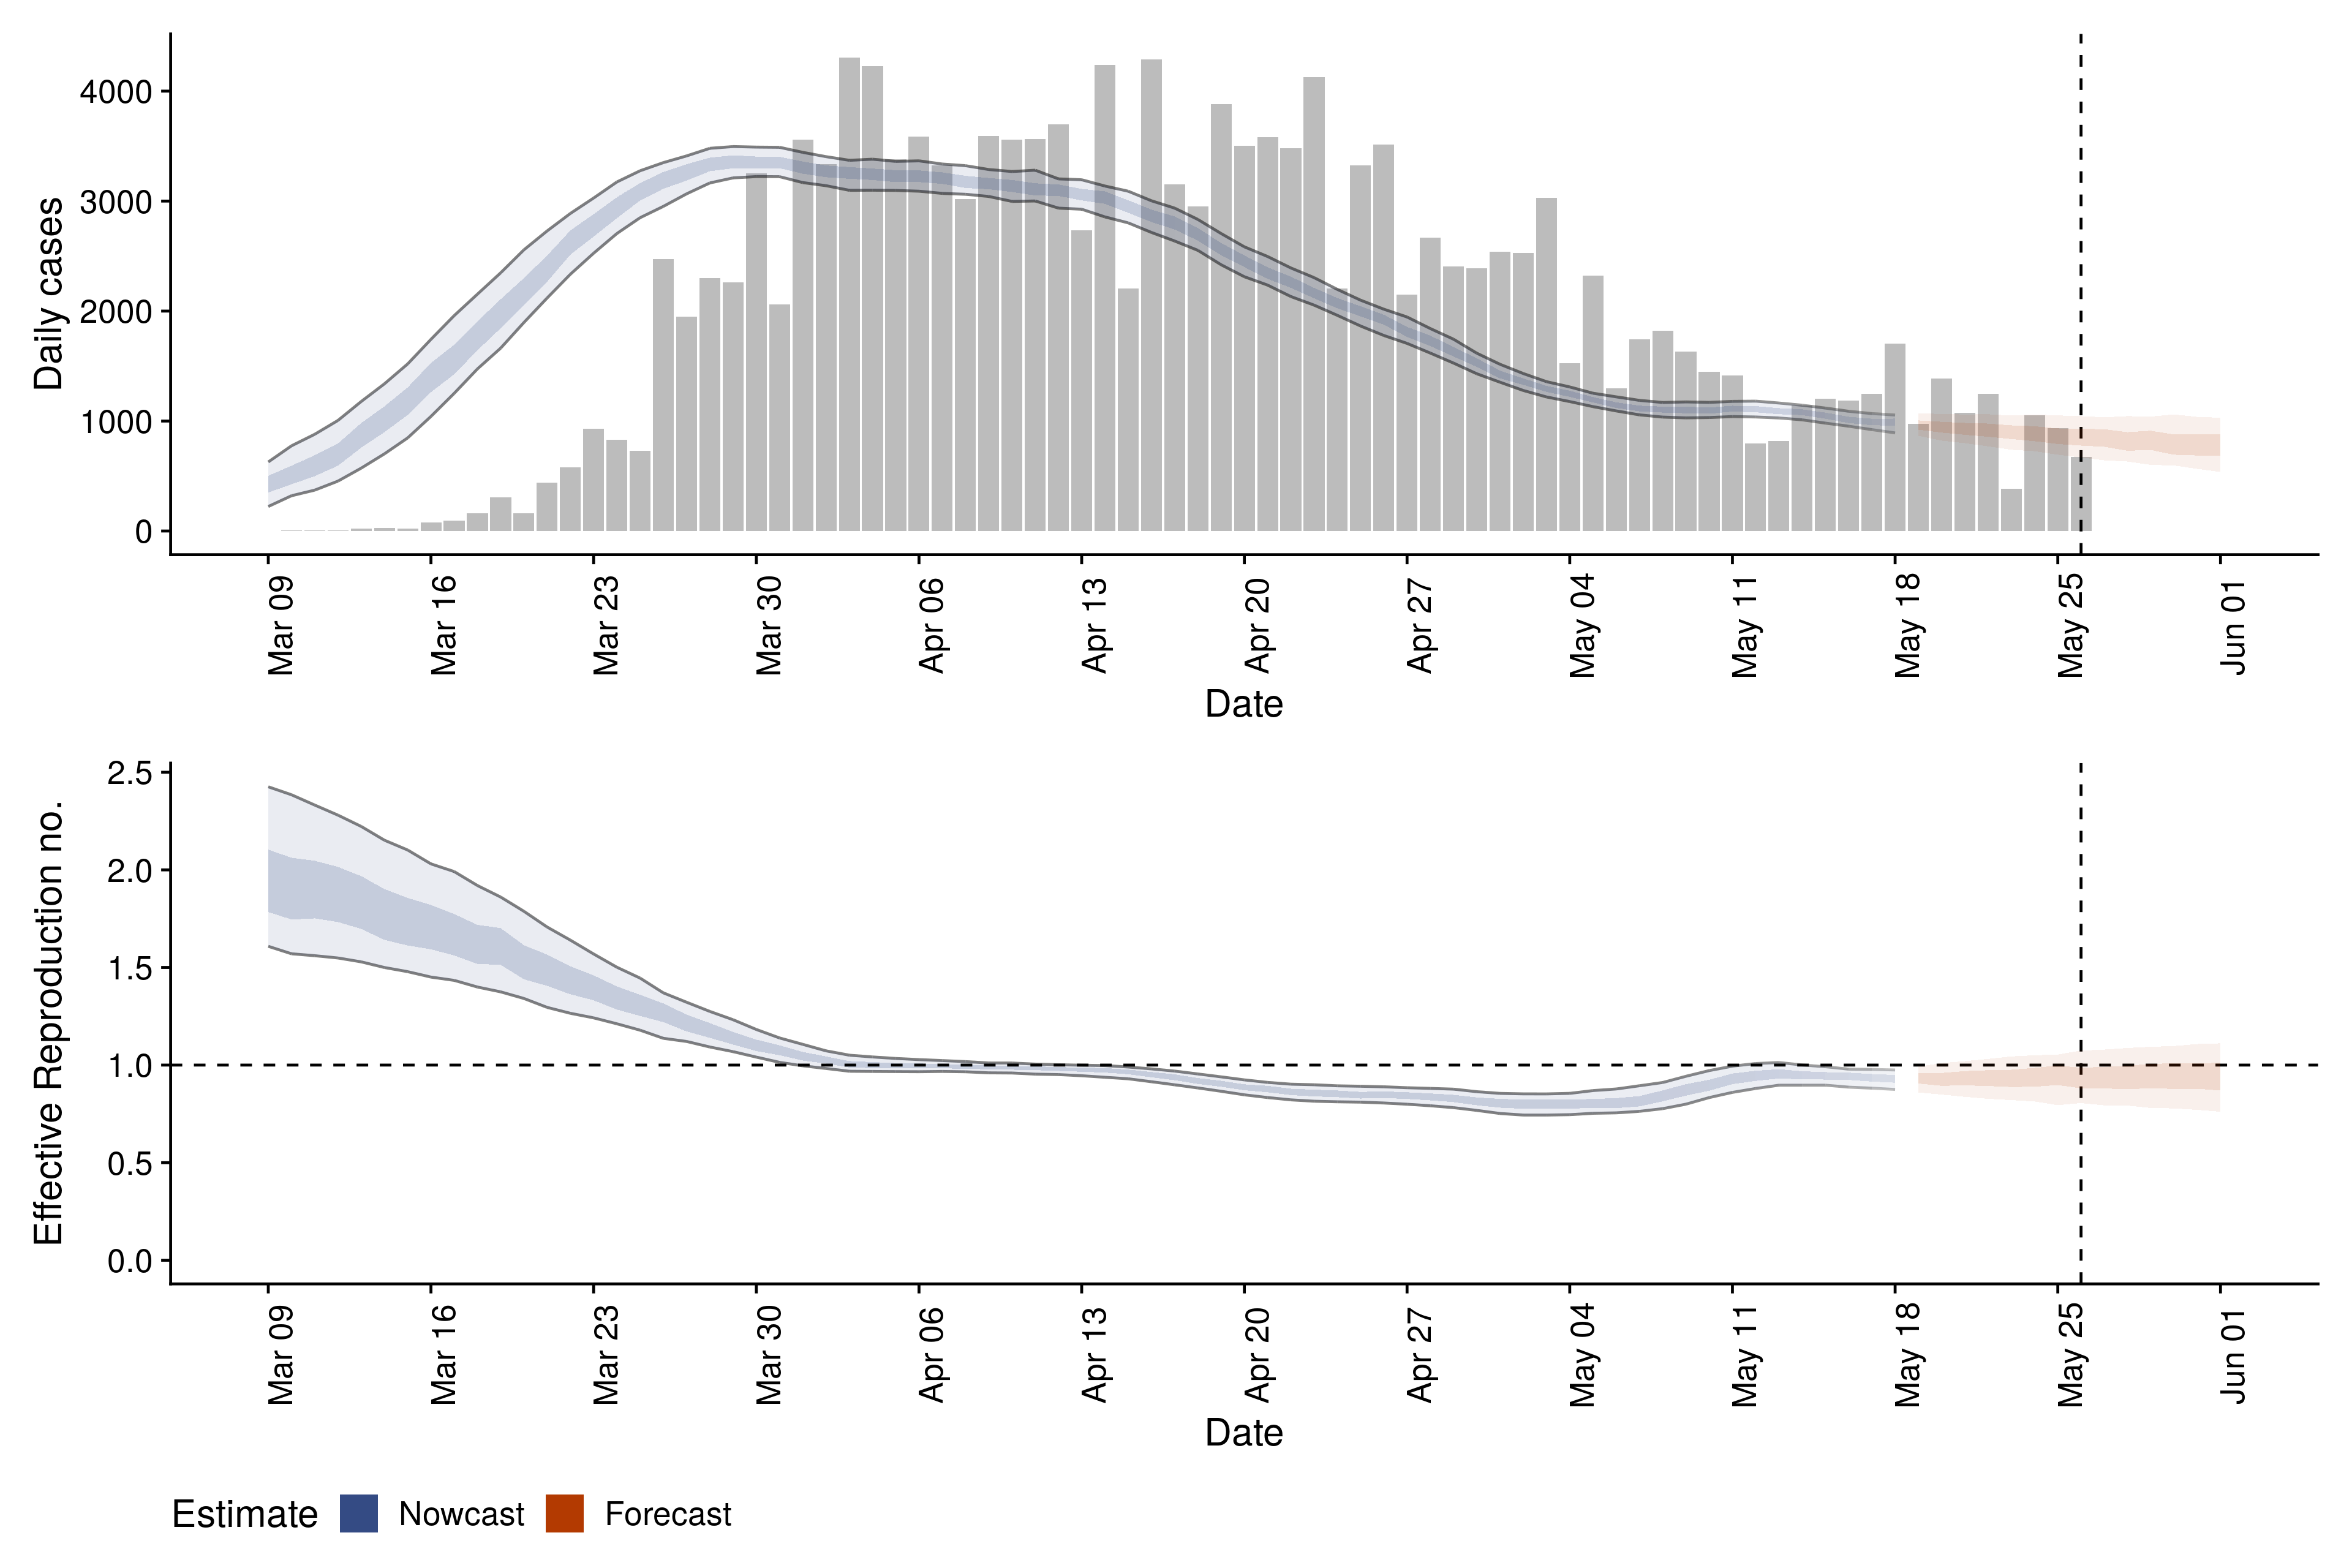 Daily cases
4000
3000
2000
1000
0
Mar 09
Mar 16
Mar 23
Mar 30
Apr 06
Apr 13
Apr 20
Apr 27
May 04
May 11
May 18
May 25
Jun 01
Date
Effective Reproduction no.
2.5
2.0
1.5
1.0
0.5
0.0
Mar 09
Mar 16
Mar 23
Mar 30
Apr 06
Apr 13
Apr 20
Apr 27
May 04
May 11
May 18
May 25
Jun 01
Date
Estimate Nowcast Forecast